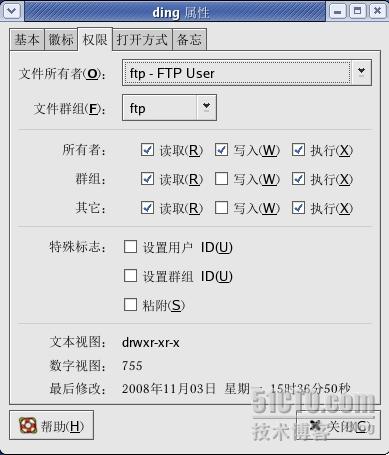 ding 属性
基本 徽标 权限 打开方式 备忘
文件所有者(O): ftp - FTP User
文件群组(F): ftp
所有者: 读取(R) 写入(W) 执行(X)
群组: 读取(R) 写入(W) 执行(X)
其它: 读取(R) 写入(W) 执行(X)
特殊标志: 设置用户 ID(U)
设置群组 ID(U)
粘附(S)
文本视图: drwxr-xr-x
数字视图: 755
最后修改: 2008年11月03日 星期一 15时36分50秒
51CTO.com
帮助(H) 关闭(C)
技术博客 Blog